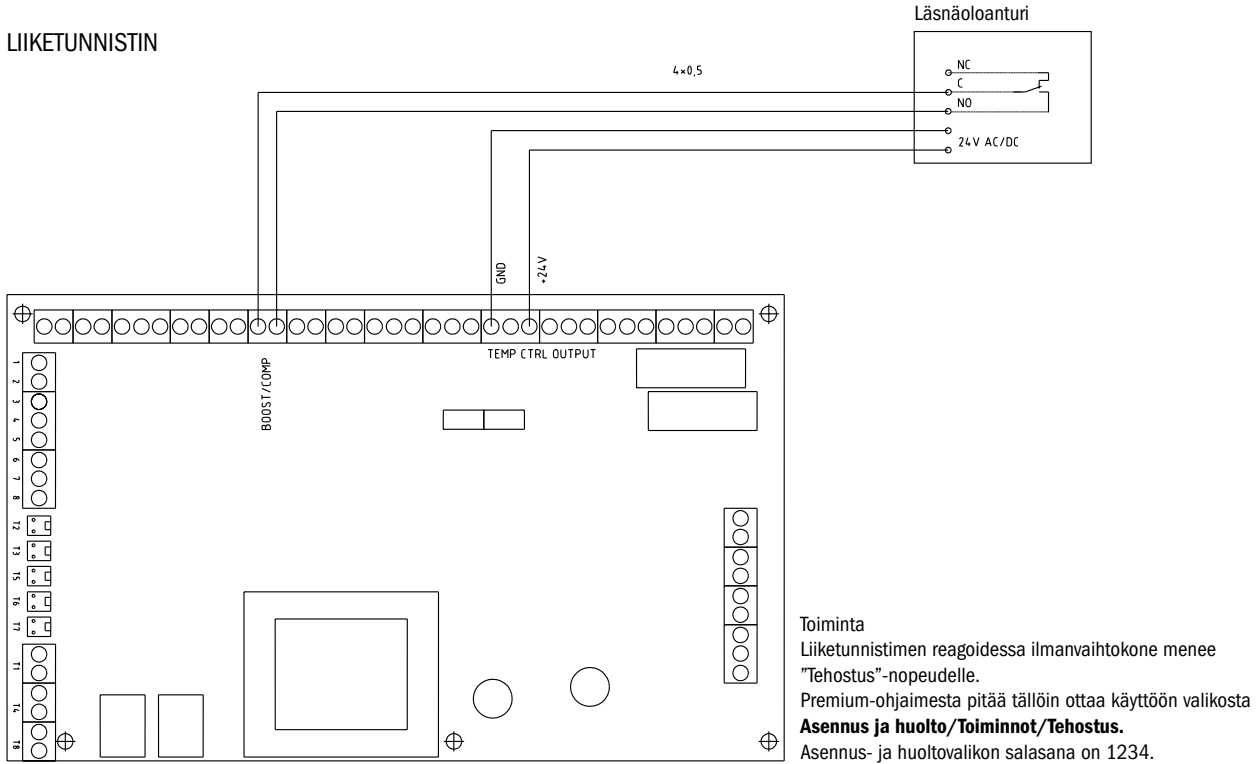 Läsnäoloanturi
LIIKETUNNISTIN
4×0,5
NC
C
NO
24V AC/DC
GND
+24V
TEMP CTRL OUTPUT
BOOST/COMP
1
2
3
4
5
6
7
8
T2
T3
T5
T6
T7
T1
T4
T8
Toiminta
Liiketunnistimen reagoidessa ilmanvaihtokone menee
"Tehostus"-nopeudelle.
Premium-ohjaimesta pitää tällöin ottaa käyttöön valikosta
Asennus ja huolto/Toiminnot/Tehostus.
Asennus- ja huoltovalikon salasana on 1234.